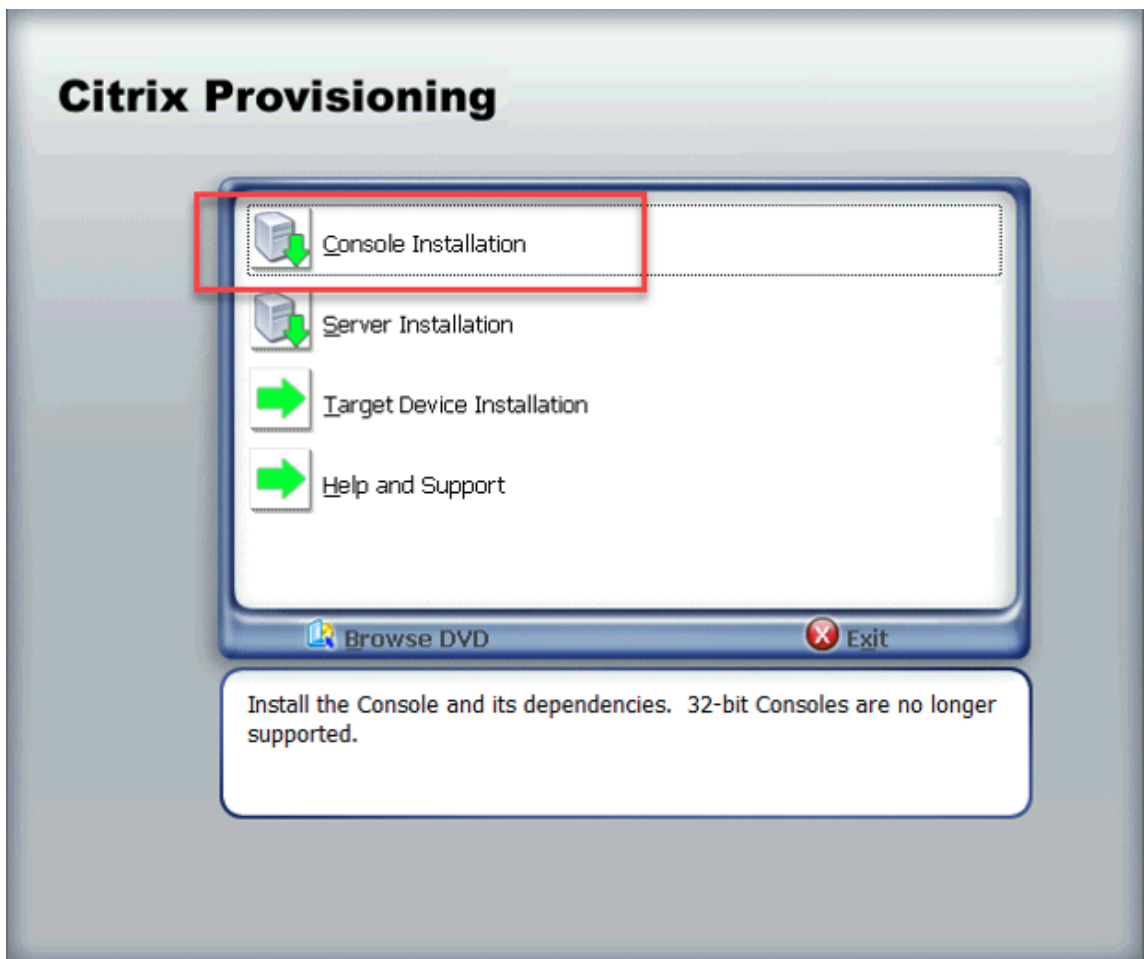 Citrix Provisioning
Console Installation
Server Installation
Target Device Installation
Help and Support
Browse DVD
Exit
Install the Console and its dependencies.  32-bit Consoles are no longer
supported.